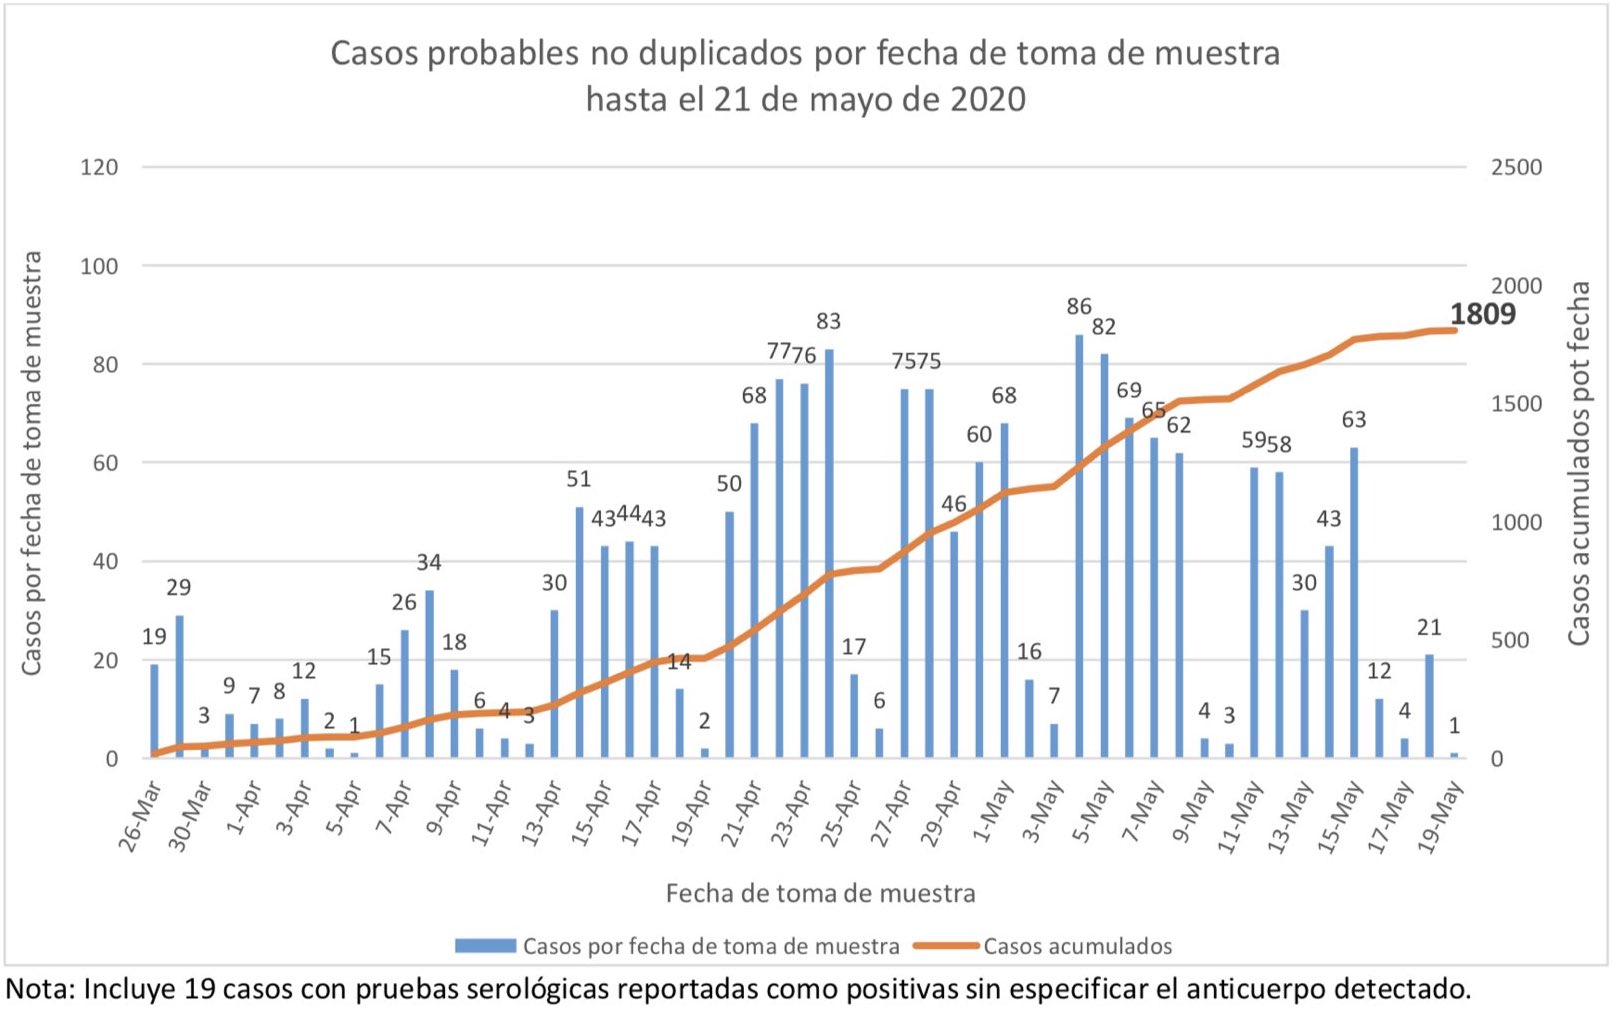 Casos probables no duplicados por fecha de toma de muestra
hasta el 21 de mayo de 2020
120
100
80
60
40
20
0
Casos por fecha de toma de muestra
2500
2000
1500
1000
500
0
Casos acumulados pot fecha
19
29
3
9
7
8
12
2
1
15
26
34
18
6
4
3
30
51
43
44
43
14
2
50
68
77
76
83
17
6
75
75
46
60
68
16
7
86
82
69
65
62
4
3
59
58
30
43
63
12
4
21
1
1809
26-Mar
30-Mar
1-Apr
3-Apr
5-Apr
7-Apr
9-Apr
11-Apr
13-Apr
15-Apr
17-Apr
19-Apr
21-Apr
23-Apr
25-Apr
27-Apr
29-Apr
1-May
3-May
5-May
7-May
9-May
11-May
13-May
15-May
17-May
19-May
Fecha de toma de muestra
Casos por fecha de toma de muestra
Casos acumulados
Nota: Incluye 19 casos con pruebas serológicas reportadas como positivas sin especificar el anticuerpo detectado.